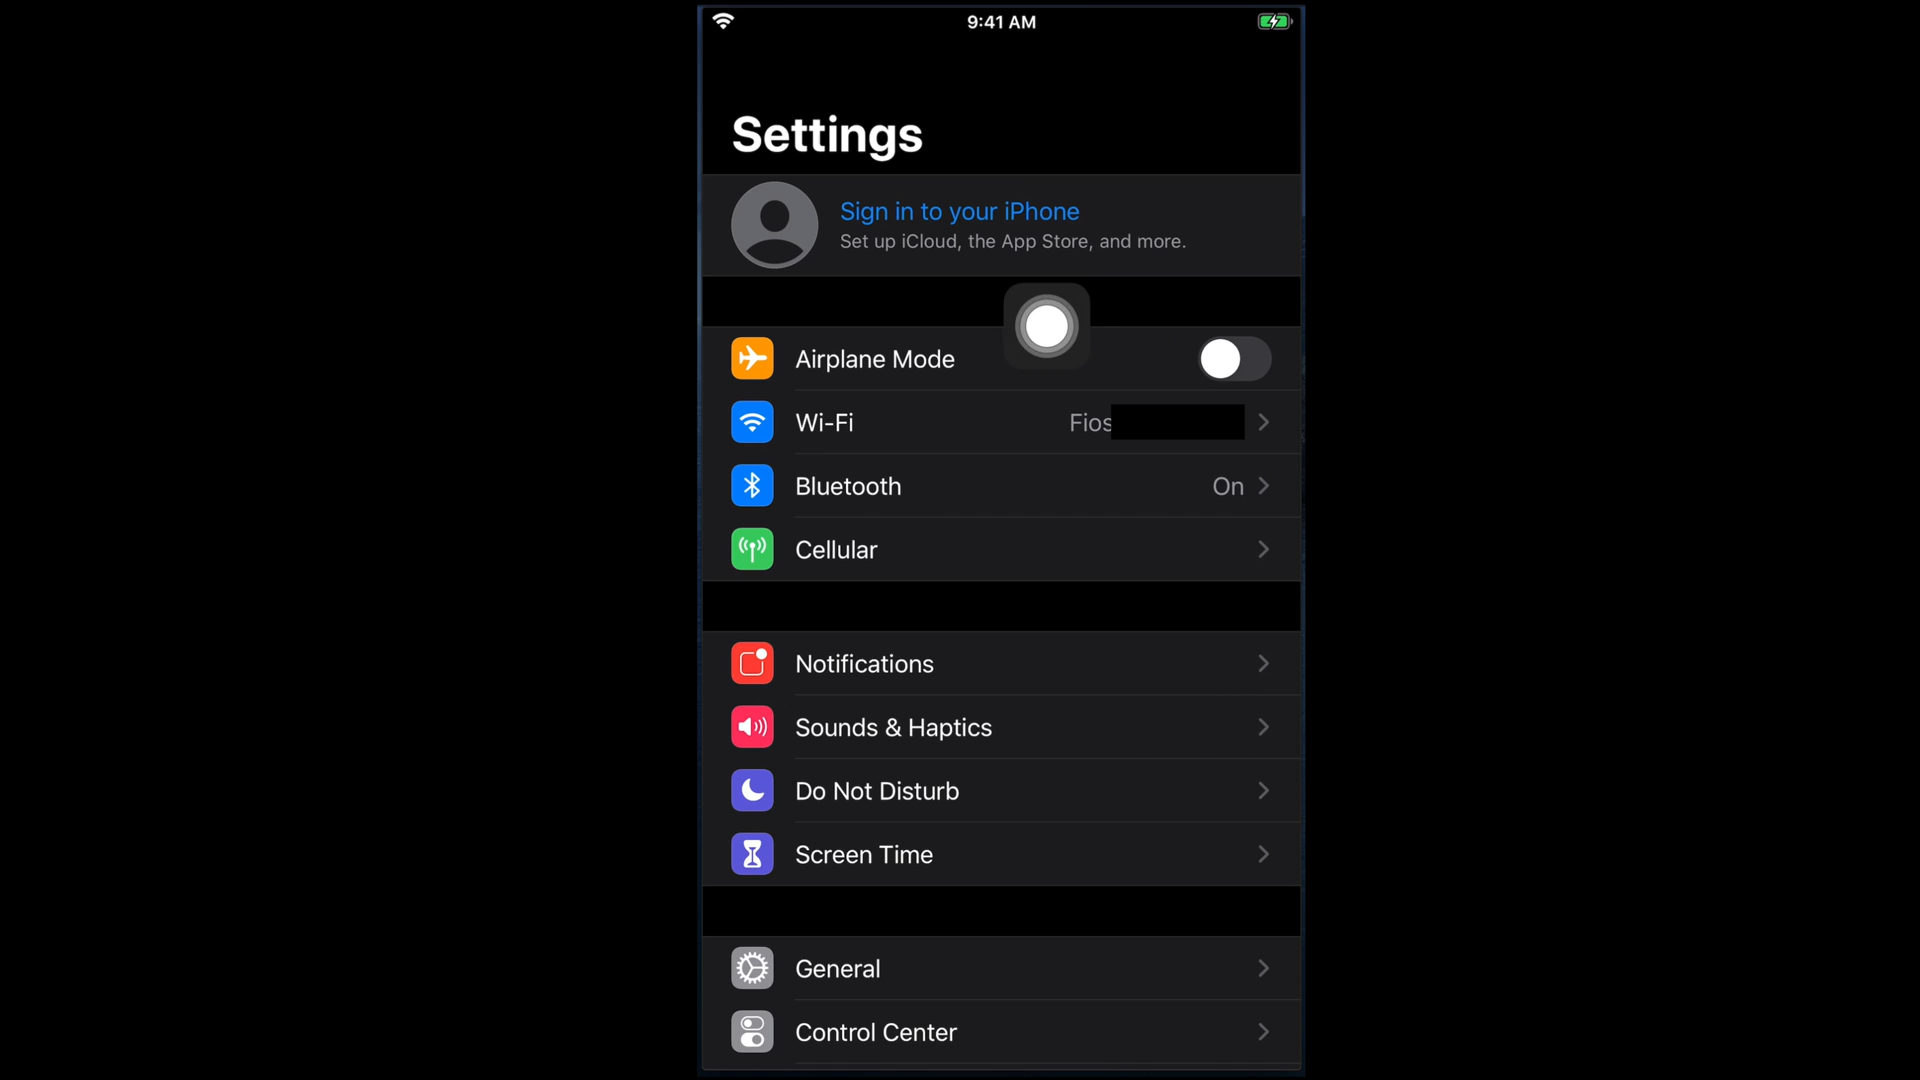 9:41 AM
Settings
Sign in to your iPhone
Set up iCloud, the App Store, and more.
Airplane Mode
Wi-Fi Fios
Bluetooth On
Cellular
Notifications
Sounds & Haptics
Do Not Disturb
Screen Time
General
Control Center